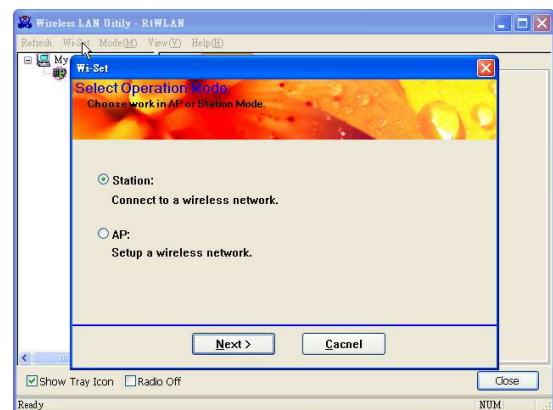 Wireless LAN Uitily - RtWLAN
Refresh Wi-Set Mode(M) View(V) Help(H)
My
Wi-Set
Select Operation Mode:
Choose work in AP or Station Mode.
Station:
Connect to a wireless network.
AP:
Setup a wireless network.
Next >
Cacnel
Show Tray Icon
Radio Off
Close
Ready
NUM